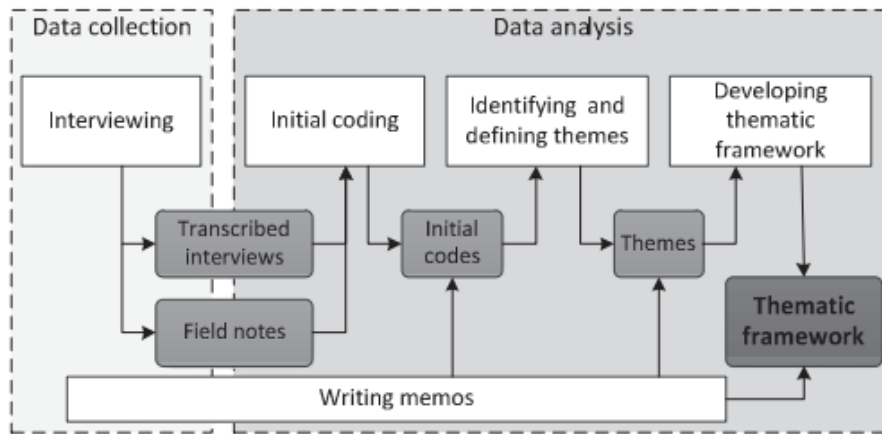 Data collection
Data analysis
Interviewing
Initial coding
Identifying and
defining themes
Developing
thematic
framework
Transcribed
interviews
Initial
codes
Themes
Field notes
Thematic
framework
Writing memos